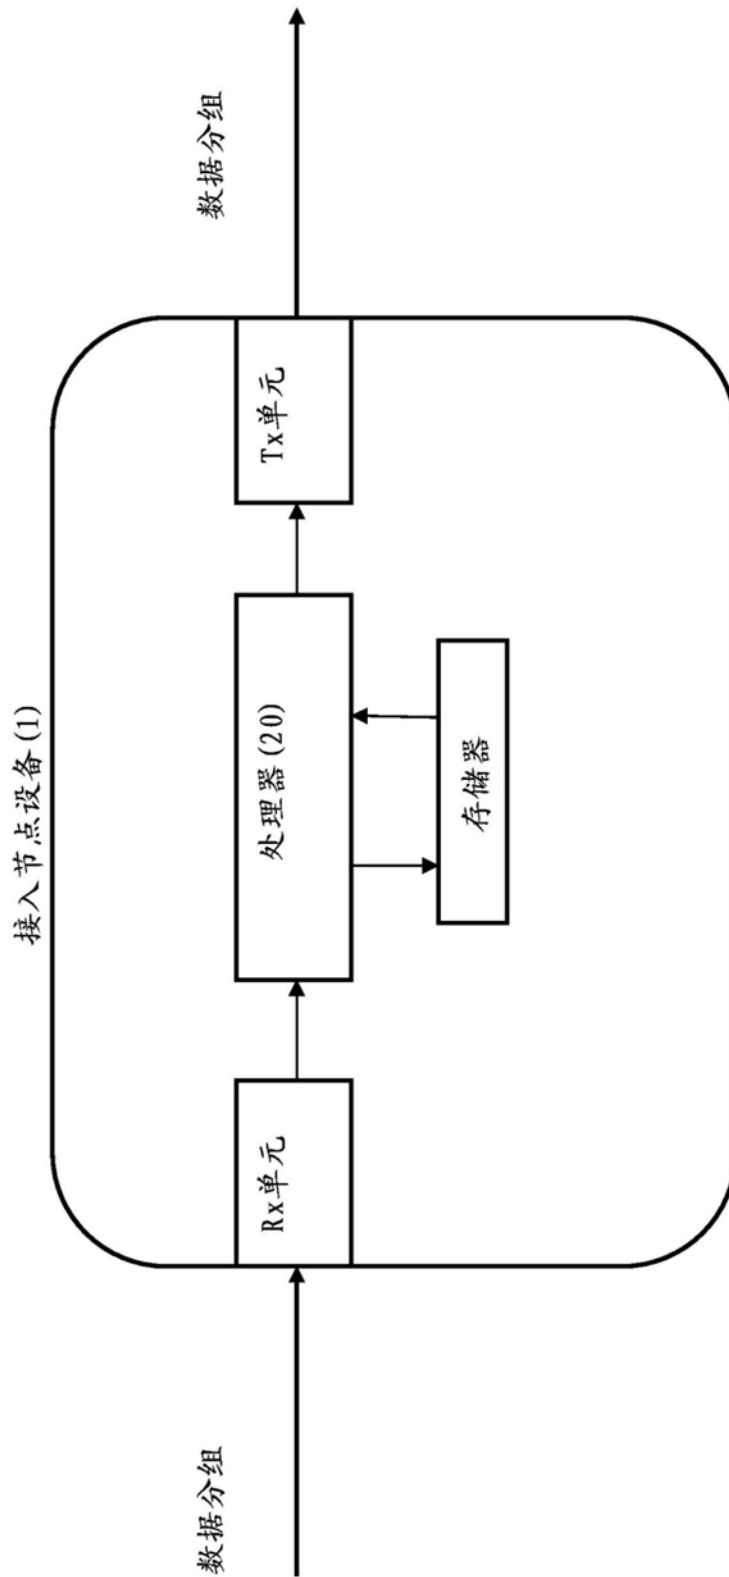 接入节点设备(1)
数据分组
Rx单元
处理器(20)
Tx单元
数据分组
存储器